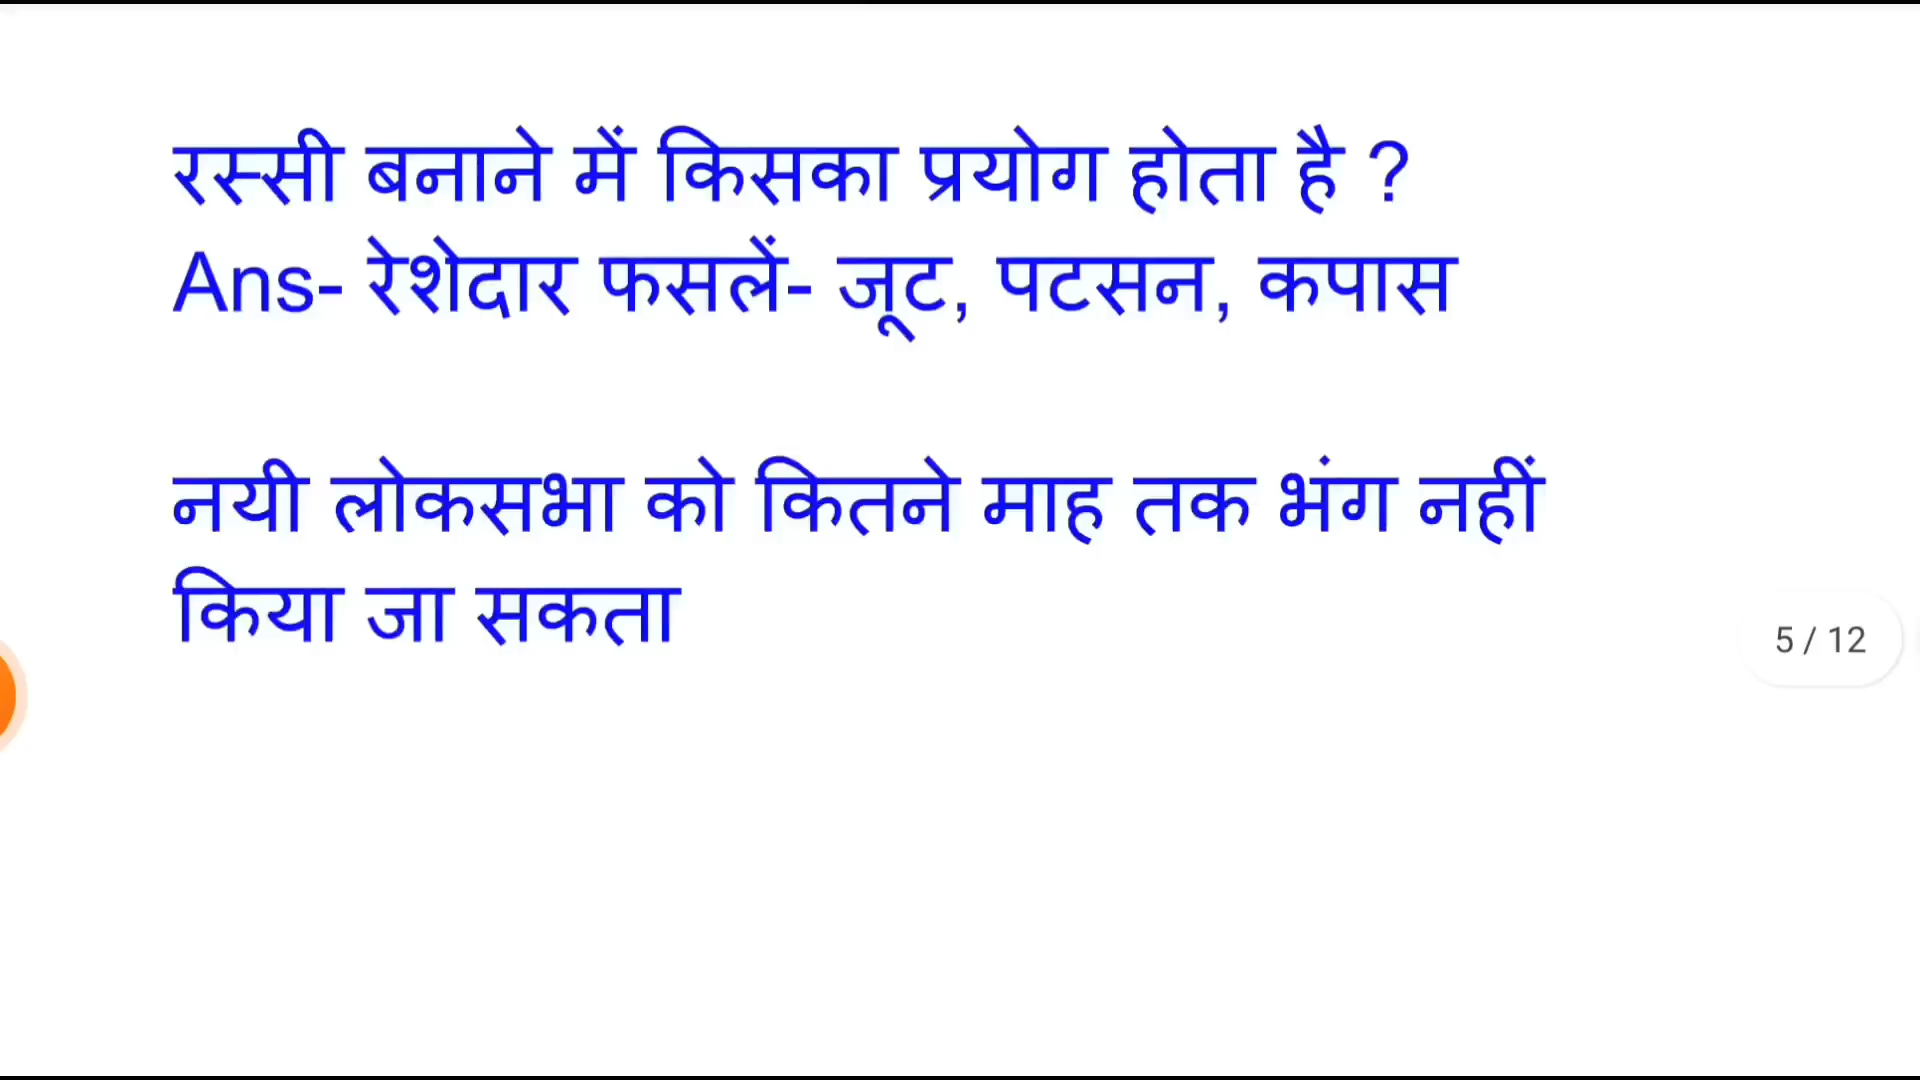 रस्सी बनाने में किसका प्रयोग होता है ?
Ans- रेशेदार फसलें- जूट, पटसन, कपास
नयी लोकसभा को कितने माह तक भंग नहीं
किया जा सकता
5 / 12